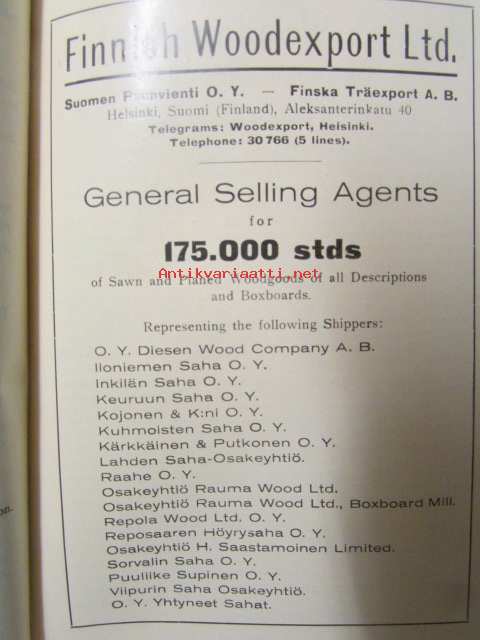 Finnish Woodexport Ltd.
Suomen Puunvienti O. Y. — Finska Träexport A. B.
Helsinki, Suomi (Finland), Aleksanterinkatu 40
Telegrams: Woodexport, Helsinki.
Telephone: 30 766 (5 lines).
General Selling Agents
for
175.000 stds
Antikvariaatti.net
of Sawn and Planed Woodgoods of all Descriptions
and Boxboards.
Representing the following Shippers:
O. Y. Diesen Wood Company A. B.
Iloniemen Saha O. Y.
Inkilän Saha O. Y.
Keuruun Saha O. Y.
Kojonen & K:ni O. Y.
Kuhmoisten Saha O. Y.
Kärkkäinen & Putkonen O. Y.
Lahden Saha-Osakeyhtiö.
Raahe O. Y.
Osakeyhtiö Rauma Wood Ltd.
Osakeyhtiö Rauma Wood Ltd., Boxboard Mill.
Repola Wood Ltd. O. Y.
Reposaaren Höyrysaha O. Y.
Osakeyhtiö H. Saastamoinen Limited.
Sorvalin Saha O. Y.
Puuliike Supinen O. Y.
Viipurin Saha Osakeyhtiö.
O. Y. Yhtyneet Sahat.